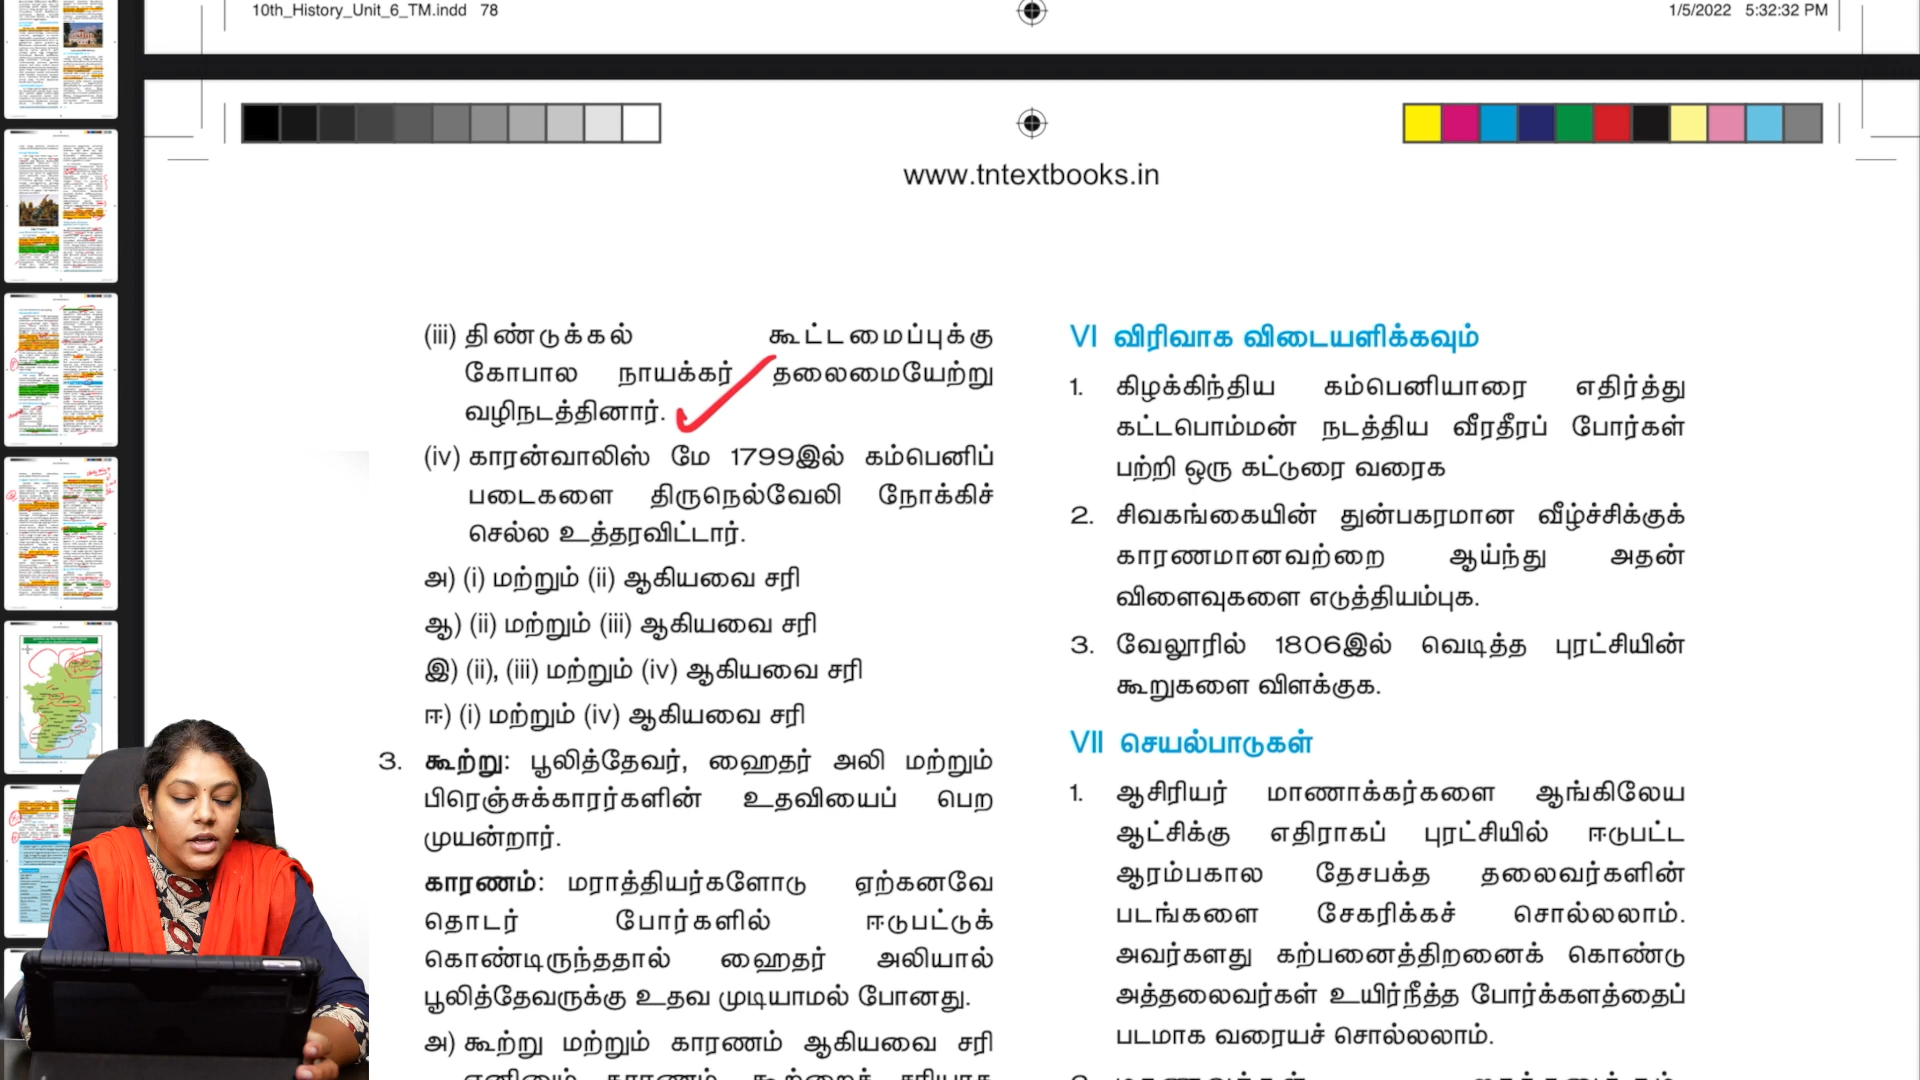 10th_History_Unit_6_TM.indd 78
1/5/2022 5:32:32 PM
www.tntextbooks.in
(iii) திண்டுக்கல் கூட்டமைப்புக்கு
கோபால நாயக்கர் தலைமையேற்று
வழிநடத்தினார்.
(iv) காரன்வாலிஸ் மே 1799இல் கம்பெனிப்
படைகளை திருநெல்வேலி நோக்கிச்
செல்ல உத்தரவிட்டார்.
அ) (i) மற்றும் (ii) ஆகியவை சரி
ஆ) (ii) மற்றும் (iii) ஆகியவை சரி
இ) (ii), (iii) மற்றும் (iv) ஆகியவை சரி
ஈ) (i) மற்றும் (iv) ஆகியவை சரி
3. கூற்று: பூலித்தேவர், ஹைதர் அலி மற்றும்
பிரெஞ்சுக்காரர்களின் உதவியைப் பெற
முயன்றார்.
காரணம்: மராத்தியர்களோடு ஏற்கனவே
தொடர் போர்களில் ஈடுபட்டுக்
கொண்டிருந்ததால் ஹைதர் அலியால்
பூலித்தேவருக்கு உதவ முடியாமல் போனது.
அ) கூற்று மற்றும் காரணம் ஆகியவை சரி
VI விரிவாக விடையளிக்கவும்
1. கிழக்கிந்திய கம்பெனியாரை எதிர்த்து
கட்டபொம்மன் நடத்திய வீரதீரப் போர்கள்
பற்றி ஒரு கட்டுரை வரைக
2. சிவகங்கையின் துன்பகரமான வீழ்ச்சிக்குக்
காரணமானவற்றை ஆய்ந்து அதன்
விளைவுகளை எடுத்தியம்புக.
3. வேலூரில் 1806இல் வெடித்த புரட்சியின்
கூறுகளை விளக்குக.
VII செயல்பாடுகள்
1. ஆசிரியர் மாணாக்கர்களை ஆங்கிலேய
ஆட்சிக்கு எதிராகப் புரட்சியில் ஈடுபட்ட
ஆரம்பகால தேசபக்த தலைவர்களின்
படங்களை சேகரிக்கச் சொல்லலாம்.
அவர்களது கற்பனைத்திறனைக் கொண்டு
அத்தலைவர்கள் உயிர்நீத்த போர்க்களத்தைப்
படமாக வரையச் சொல்லலாம்.